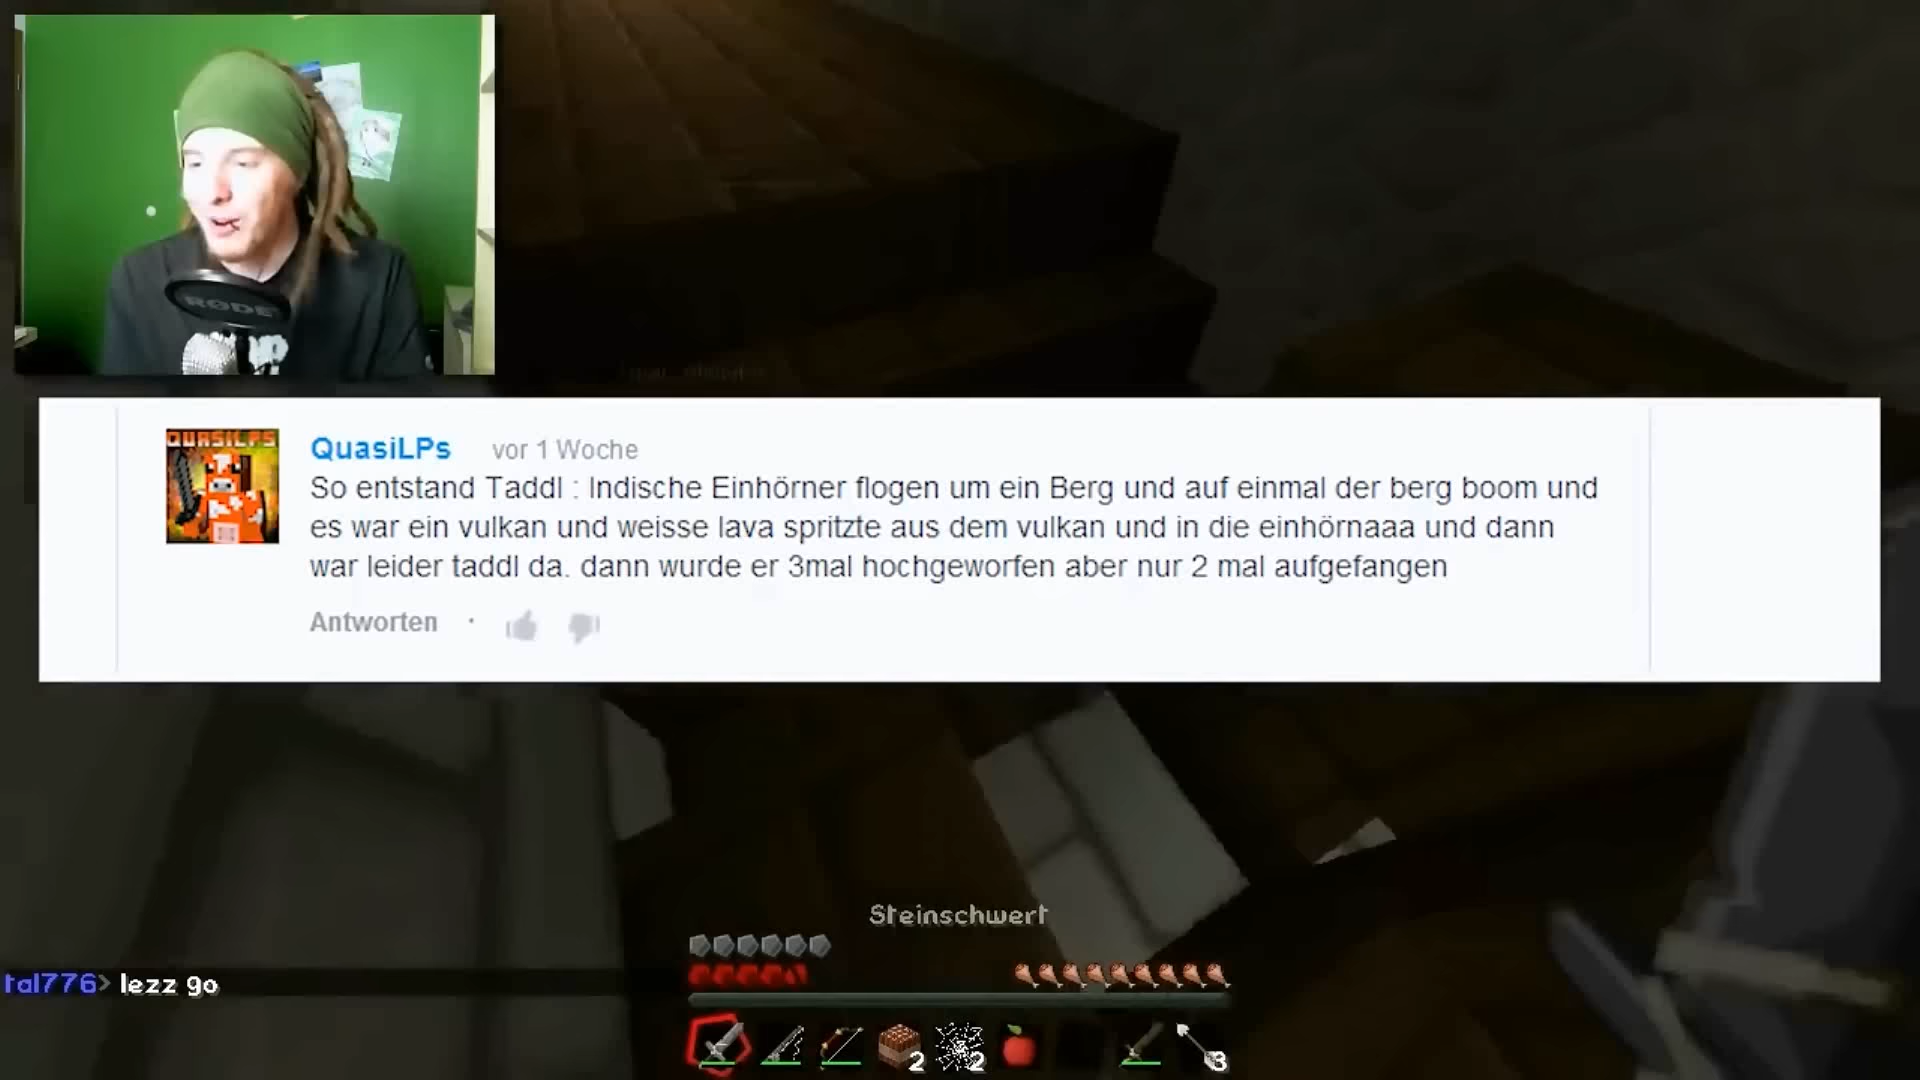 RØDE
QUASILPS
QuasiLPs vor 1 Woche
So entstand Taddl : Indische Einhörner flogen um ein Berg und auf einmal der berg boom und
es war ein vulkan und weisse lava spritzte aus dem vulkan und in die einhörnaaa und dann
war leider taddl da. dann wurde er 3mal hochgeworfen aber nur 2 mal aufgefangen
Antworten ·
Steinschwert
tal776> lezz go
2 2 3